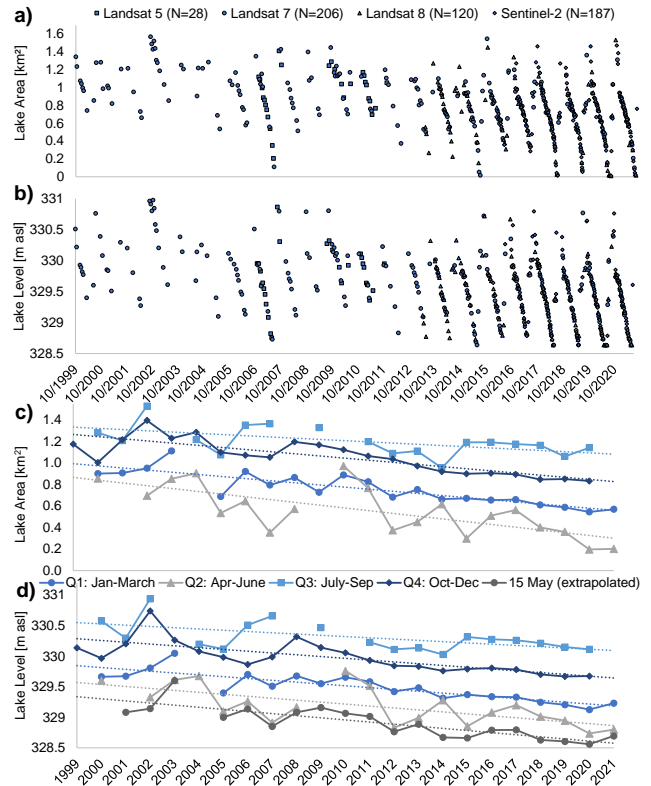 a) Landsat 5 (N=28) Landsat 7 (N=206) Landsat 8 (N=120) Sentinel-2 (N=187)
Lake Area [km²]
1.6
1.4
1.2
1
0.8
0.6
0.4
0.2
0
b)
Lake Level [m asl]
331
330.5
330
329.5
329
328.5
10/1999 10/2000 10/2001 10/2002 10/2003 10/2004 10/2005 10/2006 10/2007 10/2008 10/2009 10/2010 10/2011 10/2012 10/2013 10/2014 10/2015 10/2016 10/2017 10/2018 10/2019 10/2020
c)
Lake Area [km²]
1.4
1.2
1.0
0.8
0.6
0.4
0.2
0.0
Q1: Jan-March Q2: Apr-June Q3: July-Sep Q4: Oct-Dec 15 May (extrapolated)
d)
Lake Level [m asl]
331
330.5
330
329.5
329
328.5
1999 2000 2001 2002 2003 2004 2005 2006 2007 2008 2009 2010 2011 2012 2013 2014 2015 2016 2017 2018 2019 2020 2021